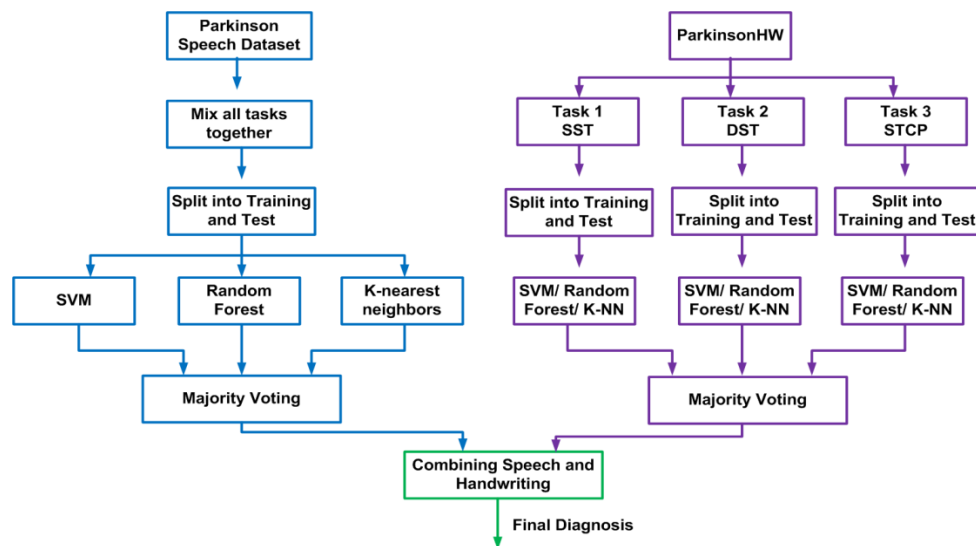 Parkinson
Speech Dataset
Mix all tasks
together
Split into Training
and Test
SVM
Random
Forest
K-nearest
neighbors
Majority Voting
ParkinsonHW
Task 1
SST
Task 2
DST
Task 3
STCP
Split into Training
and Test
Split into
Training and Test
Split into
Training and Test
SVM/ Random
Forest/ K-NN
SVM/ Random
Forest/ K-NN
SVM/ Random
Forest/ K-NN
Majority Voting
Combining Speech and
Handwriting
Final Diagnosis